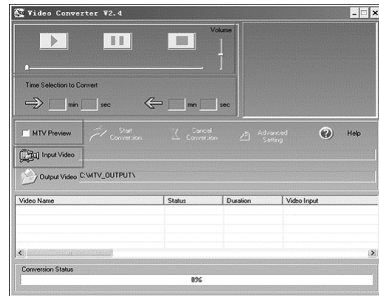 Video Converter V2.4
Volume
Time Selection to Convert
min sec min sec
MTV Preview Start Conversion Cancel Conversion Advanced Setting Help
Input Video
Output Video C:\MTV_OUTPUT\
Video Name Status Duration Video Input
Conversion Status
0%